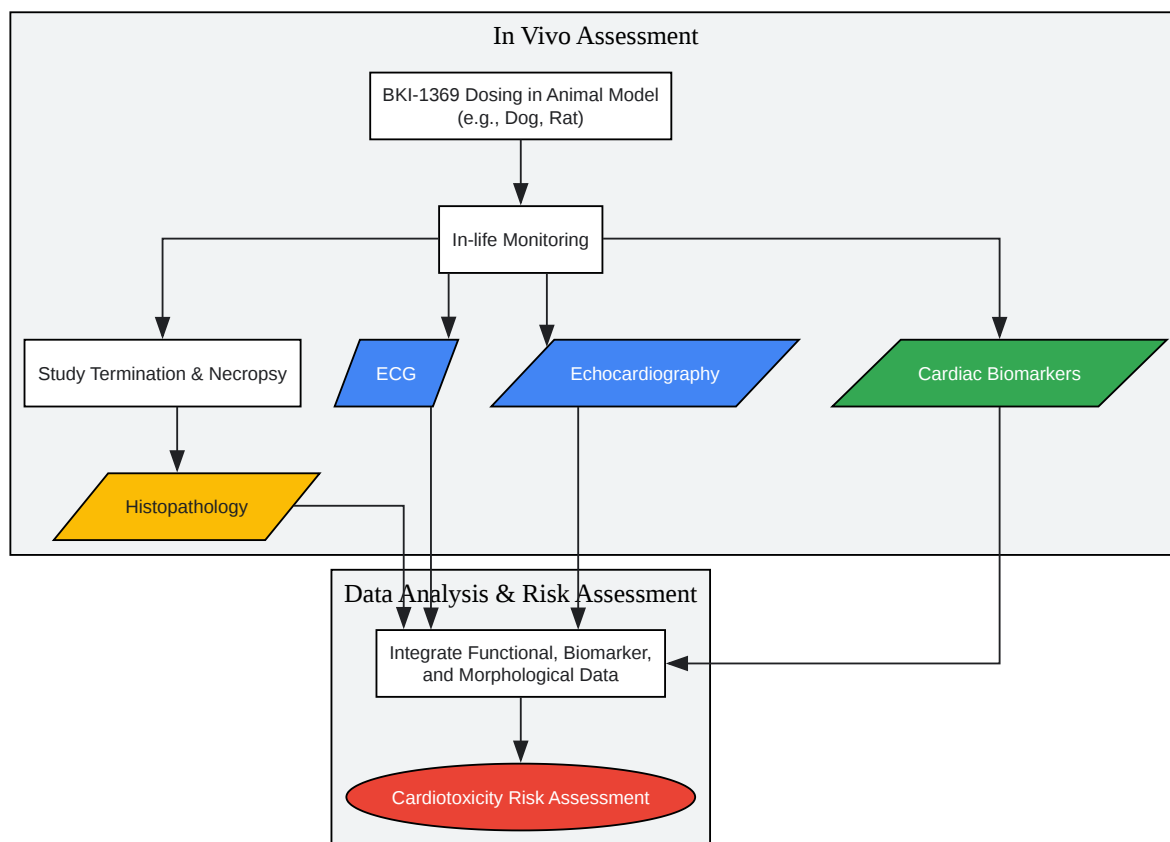 In Vivo Assessment
BKI-1369 Dosing in Animal Model
(e.g., Dog, Rat)
In-life Monitoring
Study Termination & Necropsy
ECG
Echocardiography
Cardiac Biomarkers
Histopathology
Data Analysis & Risk Assessment
Integrate Functional, Biomarker,
and Morphological Data
Cardiotoxicity Risk Assessment